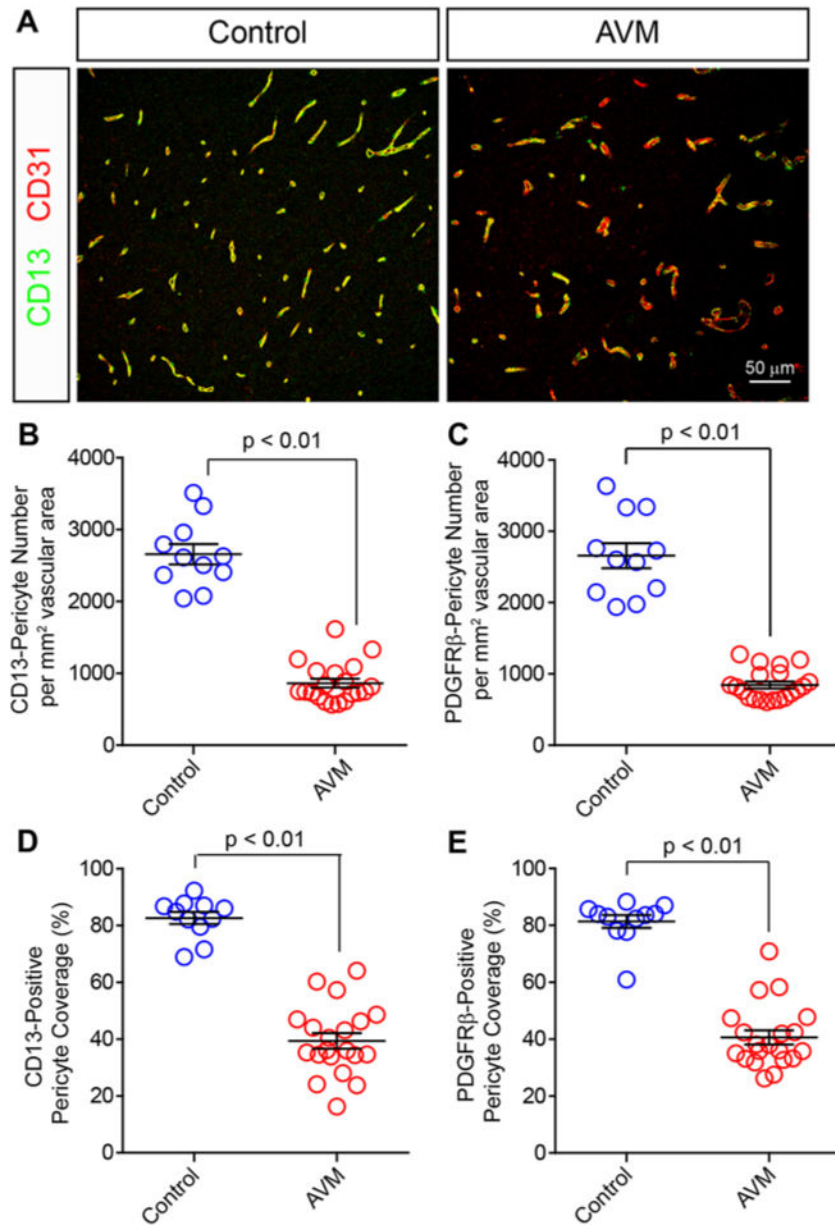 A
Control
AVM
CD13 CD31
50 μm
B
p < 0.01
CD13-Pericyte Number
per mm² vascular area
4000
3000
2000
1000
0
Control
AVM
C
p < 0.01
PDGFRβ-Pericyte Number
per mm² vascular area
4000
3000
2000
1000
0
Control
AVM
D
p < 0.01
CD13-Positive
Pericyte Coverage (%)
100
80
60
40
20
0
Control
AVM
E
p < 0.01
PDGFRβ-Positive
Pericyte Coverage (%)
100
80
60
40
20
0
Control
AVM